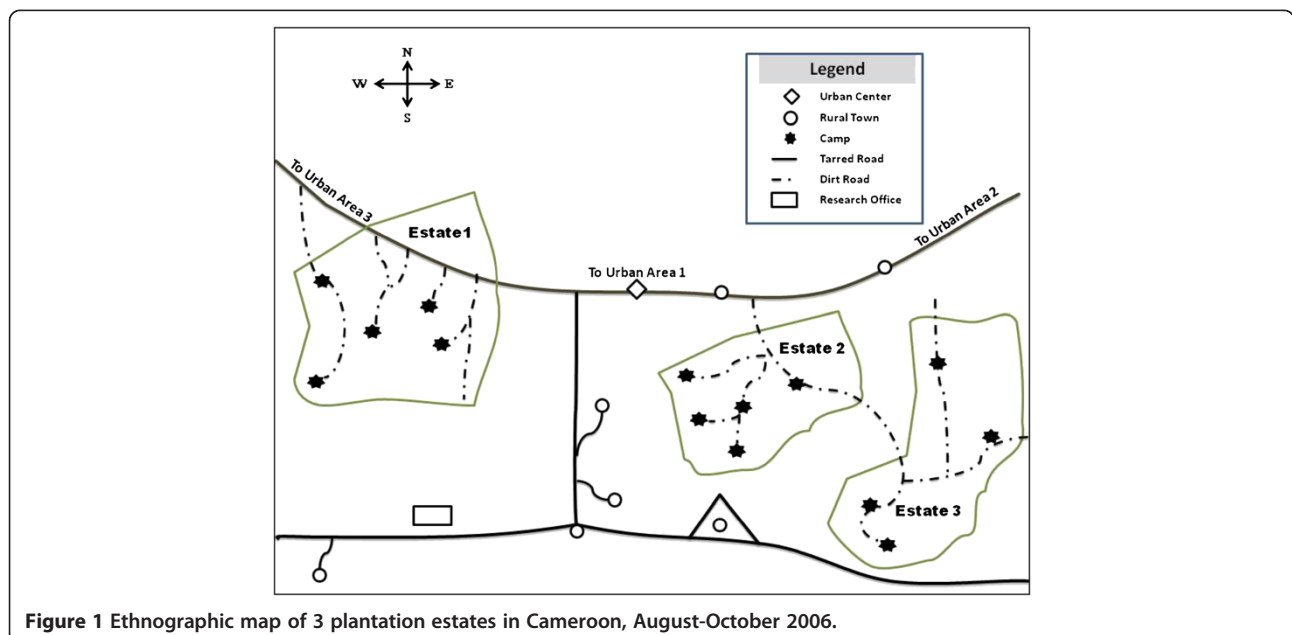 N
W E
S
Legend
Urban Center
Rural Town
Camp
Tarred Road
Dirt Road
Research Office
To Urban Area 3
Estate1
To Urban Area 1
To Urban Area 2
Estate 2
Estate 3
Figure 1 Ethnographic map of 3 plantation estates in Cameroon, August-October 2006.